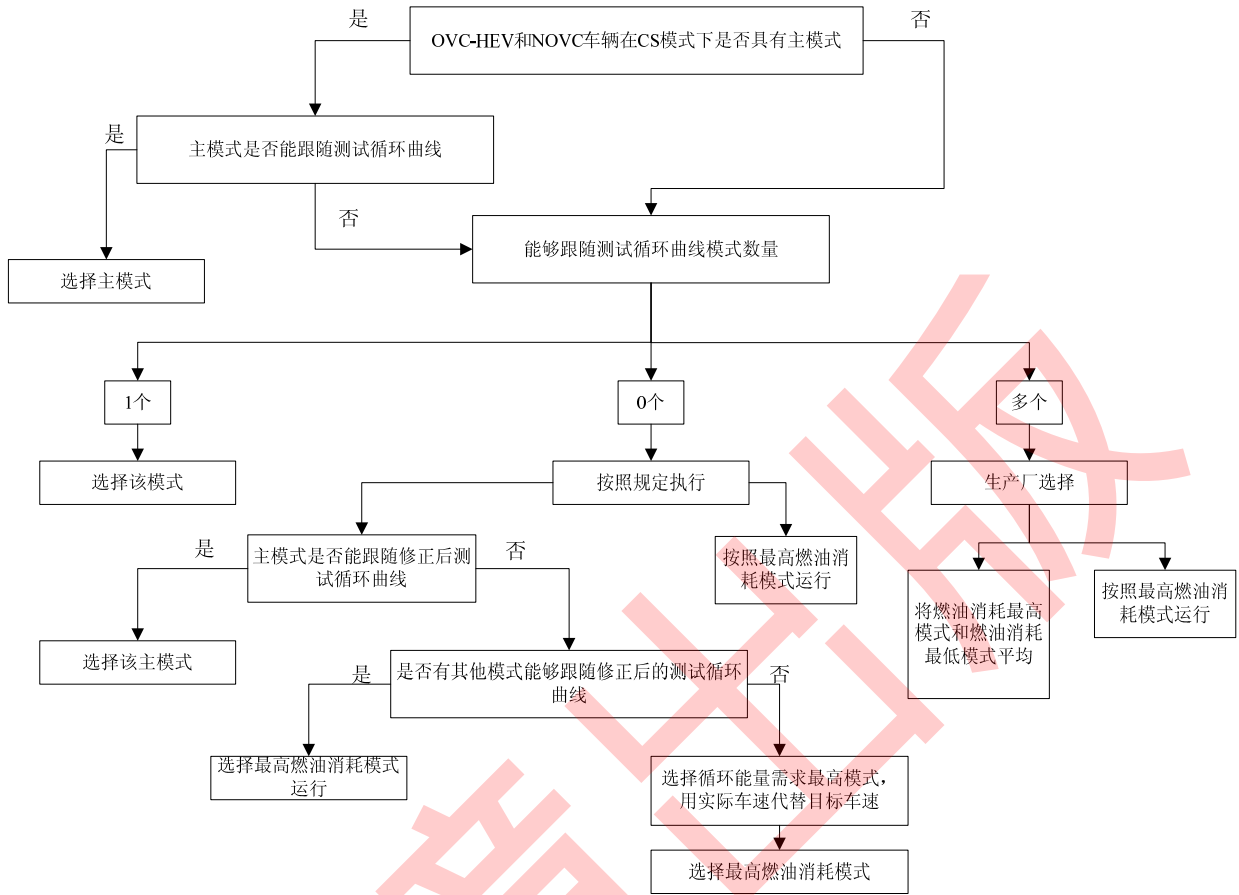 是
否
OVC-HEV和NOVC车辆在CS模式下是否具有主模式
是
主模式是否能跟随测试循环曲线
否
能够跟随测试循环曲线模式数量
选择主模式
1个
0个
多个
选择该模式
按照规定执行
生产厂选择
是
主模式是否能跟随修正后测
试循环曲线
否
按照最高燃油消
耗模式运行
将燃油消耗最高
模式和燃油消耗
最低模式平均
按照最高燃油消
耗模式运行
选择该主模式
是
是否有其他模式能够跟随修正后的测试循环
曲线
否
选择最高燃油消耗模式
运行
选择循环能量需求最高模式，
用实际车速代替目标车速
选择最高燃油消耗模式
出版